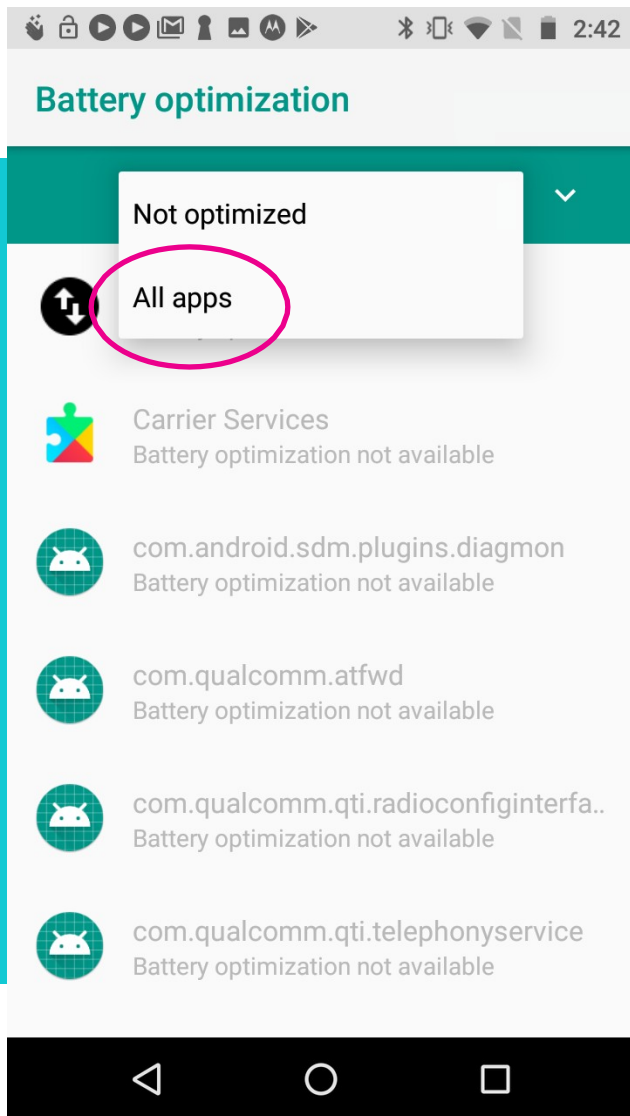 2:42
Battery optimization
Not optimized
All apps
Carrier Services
Battery optimization not available
com.android.sdm.plugins.diagmon
Battery optimization not available
com.qualcomm.atfwd
Battery optimization not available
com.qualcomm.qti.radioconfiginterfa..
Battery optimization not available
com.qualcomm.qti.telephonyservice
Battery optimization not available